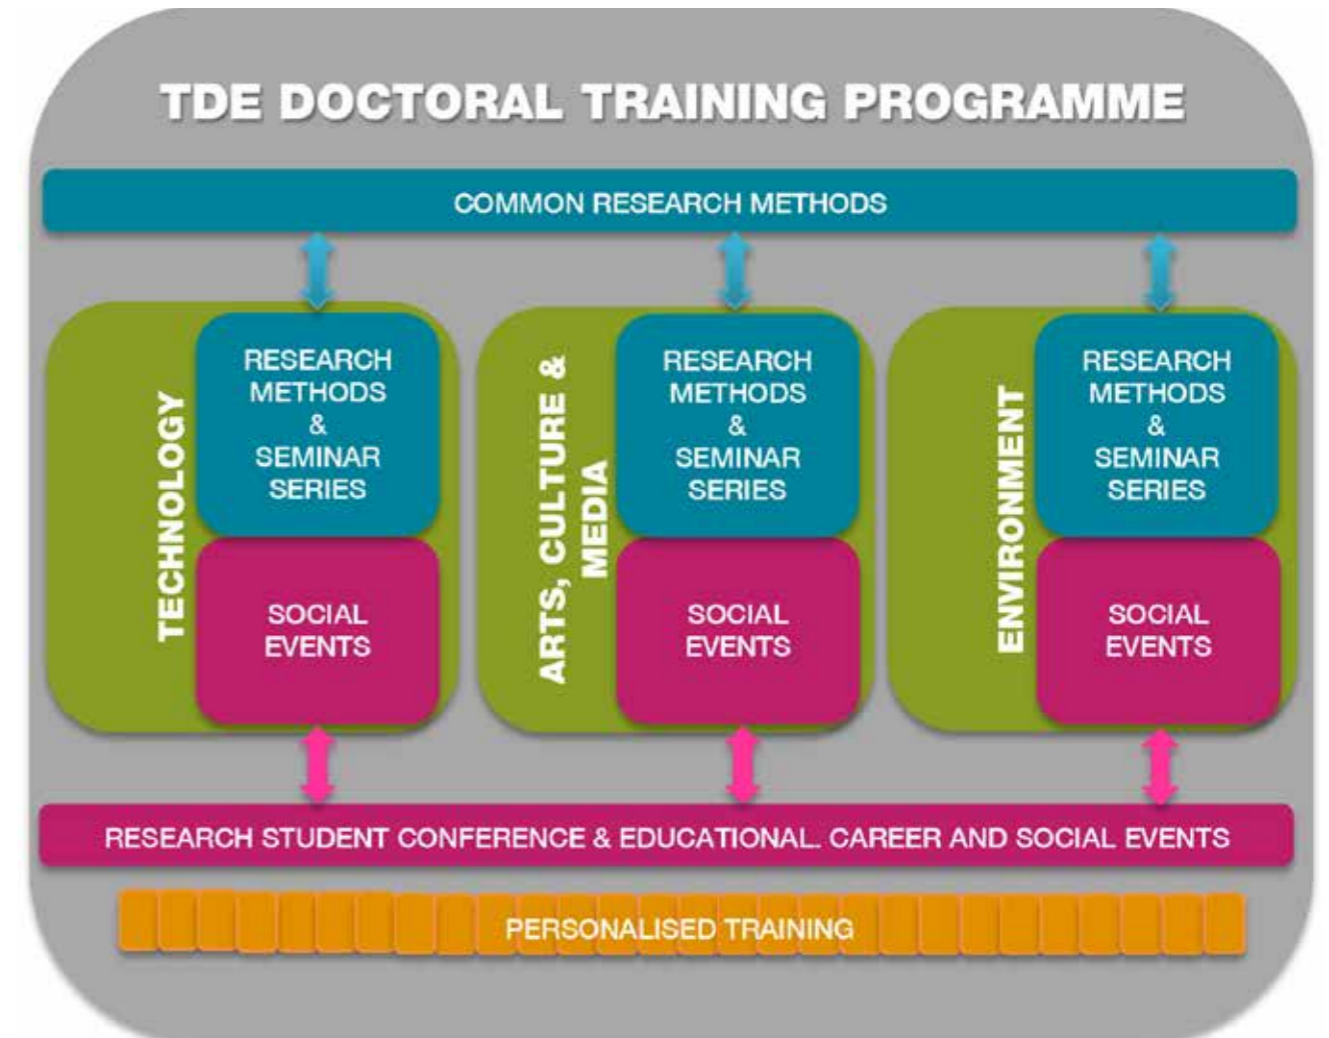 TDE DOCTORAL TRAINING PROGRAMME
COMMON RESEARCH METHODS
TECHNOLOGY
RESEARCH
METHODS
&
SEMINAR
SERIES
SOCIAL
EVENTS
ARTS, CULTURE &
MEDIA
RESEARCH
METHODS
&
SEMINAR
SERIES
SOCIAL
EVENTS
ENVIRONMENT
RESEARCH
METHODS
&
SEMINAR
SERIES
SOCIAL
EVENTS
RESEARCH STUDENT CONFERENCE & EDUCATIONAL. CAREER AND SOCIAL EVENTS
PERSONALISED TRAINING